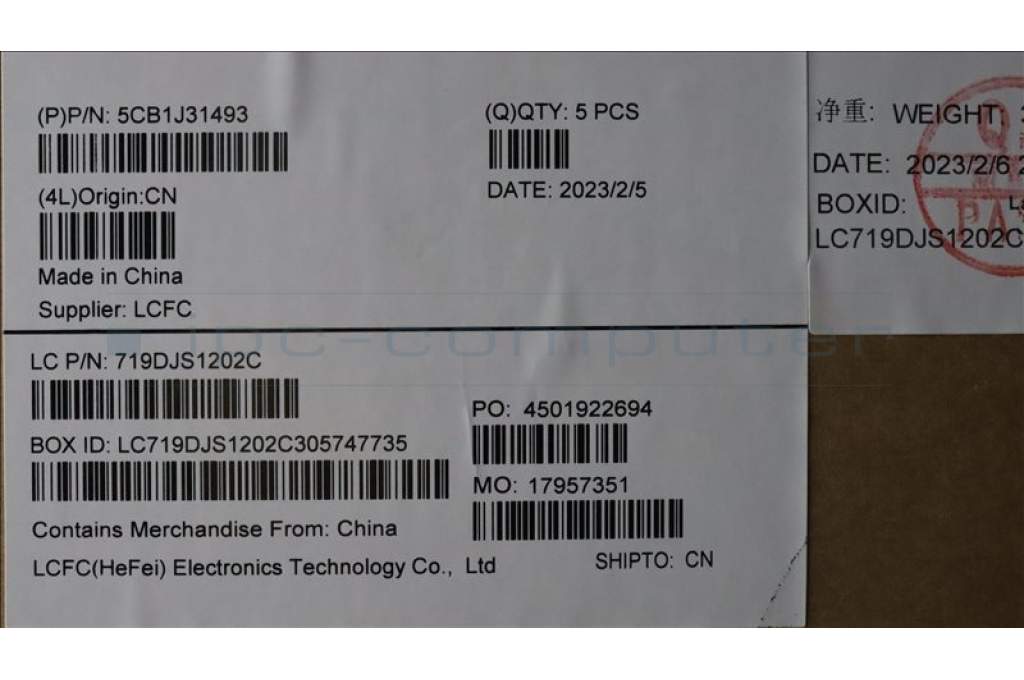 (P)P/N: 5CB1J31493
(Q)QTY: 5 PCS
(4L)Origin:CN
DATE: 2023/2/5
Made in China
Supplier: LCFC
LC P/N: 719DJS1202C
PO: 4501922694
BOX ID: LC719DJS1202C305747735
MO: 17957351
Contains Merchandise From: China
LCFC(HeFei) Electronics Technology Co., Ltd
SHIPTO: CN
净重: WEIGHT:
DATE: 2023/2/6
BOXID:
LC719DJS1202C
ipc-computer